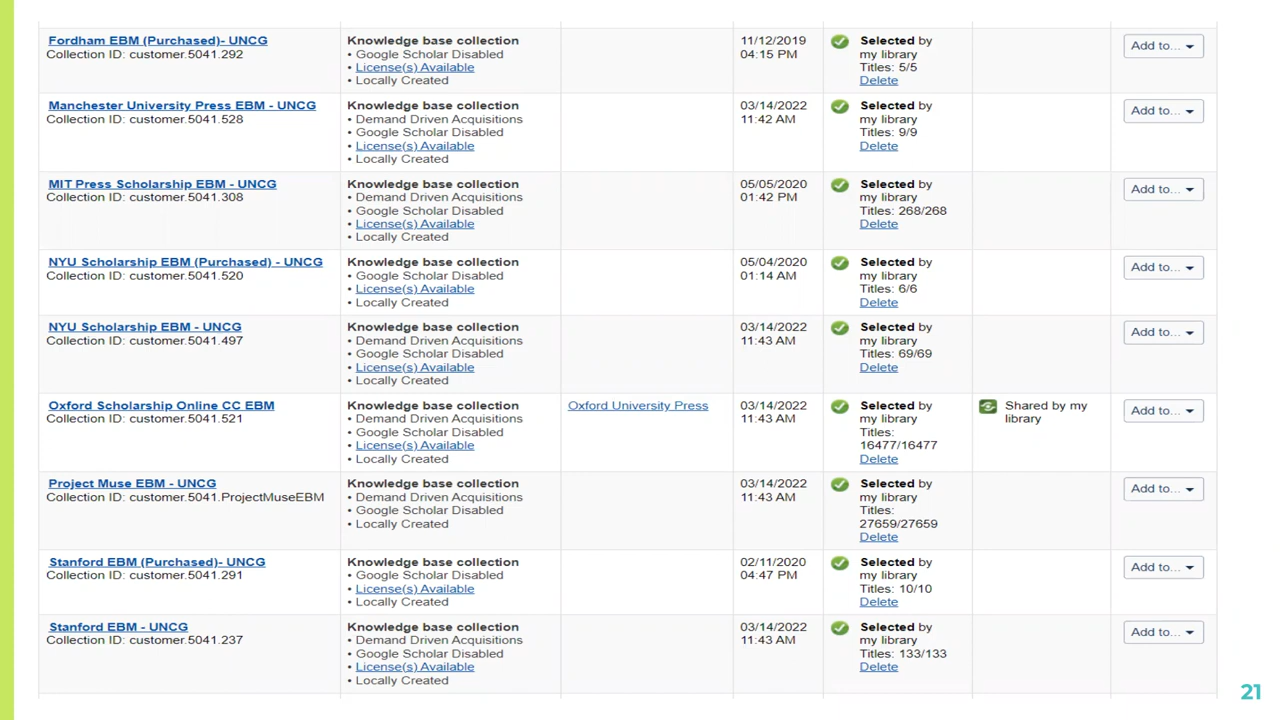 Fordham EBM (Purchased)- UNCG
Collection ID: customer.5041.292
Knowledge base collection
• Google Scholar Disabled
• License(s) Available
• Locally Created
11/12/2019
04:15 PM
Selected by
my library
Titles: 5/5
Delete
Add to...
Manchester University Press EBM - UNCG
Collection ID: customer.5041.528
Knowledge base collection
• Demand Driven Acquisitions
• Google Scholar Disabled
• License(s) Available
• Locally Created
03/14/2022
11:42 AM
Selected by
my library
Titles: 9/9
Delete
Add to...
MIT Press Scholarship EBM - UNCG
Collection ID: customer.5041.308
Knowledge base collection
• Demand Driven Acquisitions
• Google Scholar Disabled
• License(s) Available
• Locally Created
05/05/2020
01:42 PM
Selected by
my library
Titles: 268/268
Delete
Add to...
NYU Scholarship EBM (Purchased) - UNCG
Collection ID: customer.5041.520
Knowledge base collection
• Google Scholar Disabled
• License(s) Available
• Locally Created
05/04/2020
01:14 AM
Selected by
my library
Titles: 6/6
Delete
Add to...
NYU Scholarship EBM - UNCG
Collection ID: customer.5041.497
Knowledge base collection
• Demand Driven Acquisitions
• Google Scholar Disabled
• License(s) Available
• Locally Created
03/14/2022
11:43 AM
Selected by
my library
Titles: 69/69
Delete
Add to...
Oxford Scholarship Online CC EBM
Collection ID: customer.5041.521
Knowledge base collection
• Demand Driven Acquisitions
• Google Scholar Disabled
• License(s) Available
• Locally Created
Oxford University Press
03/14/2022
11:43 AM
Selected by
my library
Titles:
16477/16477
Delete
Shared by my
library
Add to...
Project Muse EBM - UNCG
Collection ID: customer.5041.ProjectMuseEBM
Knowledge base collection
• Demand Driven Acquisitions
• Google Scholar Disabled
• Locally Created
03/14/2022
11:43 AM
Selected by
my library
Titles:
27659/27659
Delete
Add to...
Stanford EBM (Purchased)- UNCG
Collection ID: customer.5041.291
Knowledge base collection
• Google Scholar Disabled
• License(s) Available
• Locally Created
02/11/2020
04:47 PM
Selected by
my library
Titles: 10/10
Delete
Add to...
Stanford EBM - UNCG
Collection ID: customer.5041.237
Knowledge base collection
• Demand Driven Acquisitions
• Google Scholar Disabled
• License(s) Available
• Locally Created
03/14/2022
11:43 AM
Selected by
my library
Titles: 133/133
Delete
Add to...
21